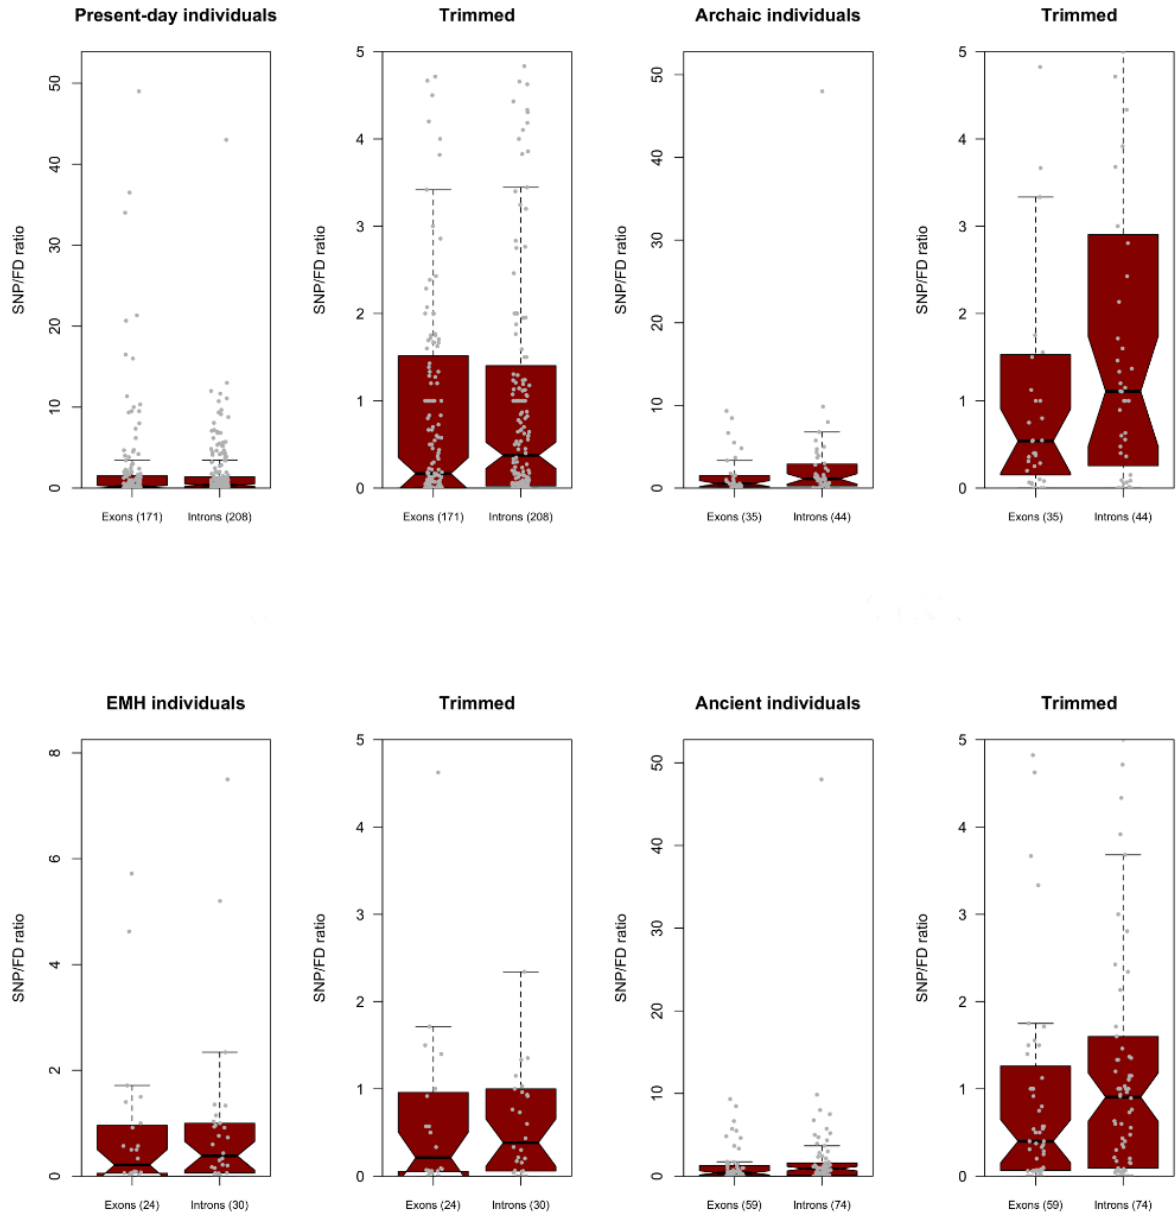 Present-day individuals
Trimmed
Archaic individuals
Trimmed
SNP/FD ratio
0
10
20
30
40
50
Exons (171)
Introns (208)
SNP/FD ratio
0
1
2
3
4
5
Exons (171)
Introns (208)
SNP/FD ratio
0
10
20
30
40
50
Exons (35)
Introns (44)
SNP/FD ratio
0
1
2
3
4
5
Exons (35)
Introns (44)
EMH individuals
Trimmed
Ancient individuals
Trimmed
SNP/FD ratio
0
2
4
6
8
Exons (24)
Introns (30)
SNP/FD ratio
0
1
2
3
4
5
Exons (24)
Introns (30)
SNP/FD ratio
0
10
20
30
40
50
Exons (59)
Introns (74)
SNP/FD ratio
0
1
2
3
4
5
Exons (59)
Introns (74)